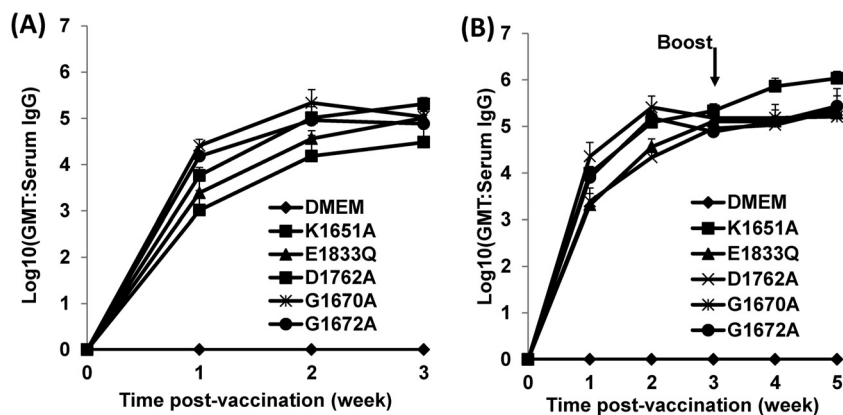 (A)
Log10(GMT:Serum IgG)
7
6
5
4
3
2
1
0
DMEM
K1651A
E1833Q
D1762A
G1670A
G1672A
0 1 2 3
Time post-vaccination (week)
(B)
Log10(GMT:Serum IgG)
7
6
5
4
3
2
1
0
Boost
DMEM
K1651A
E1833Q
D1762A
G1670A
G1672A
0 1 2 3 4 5
Time post-vaccination (week)